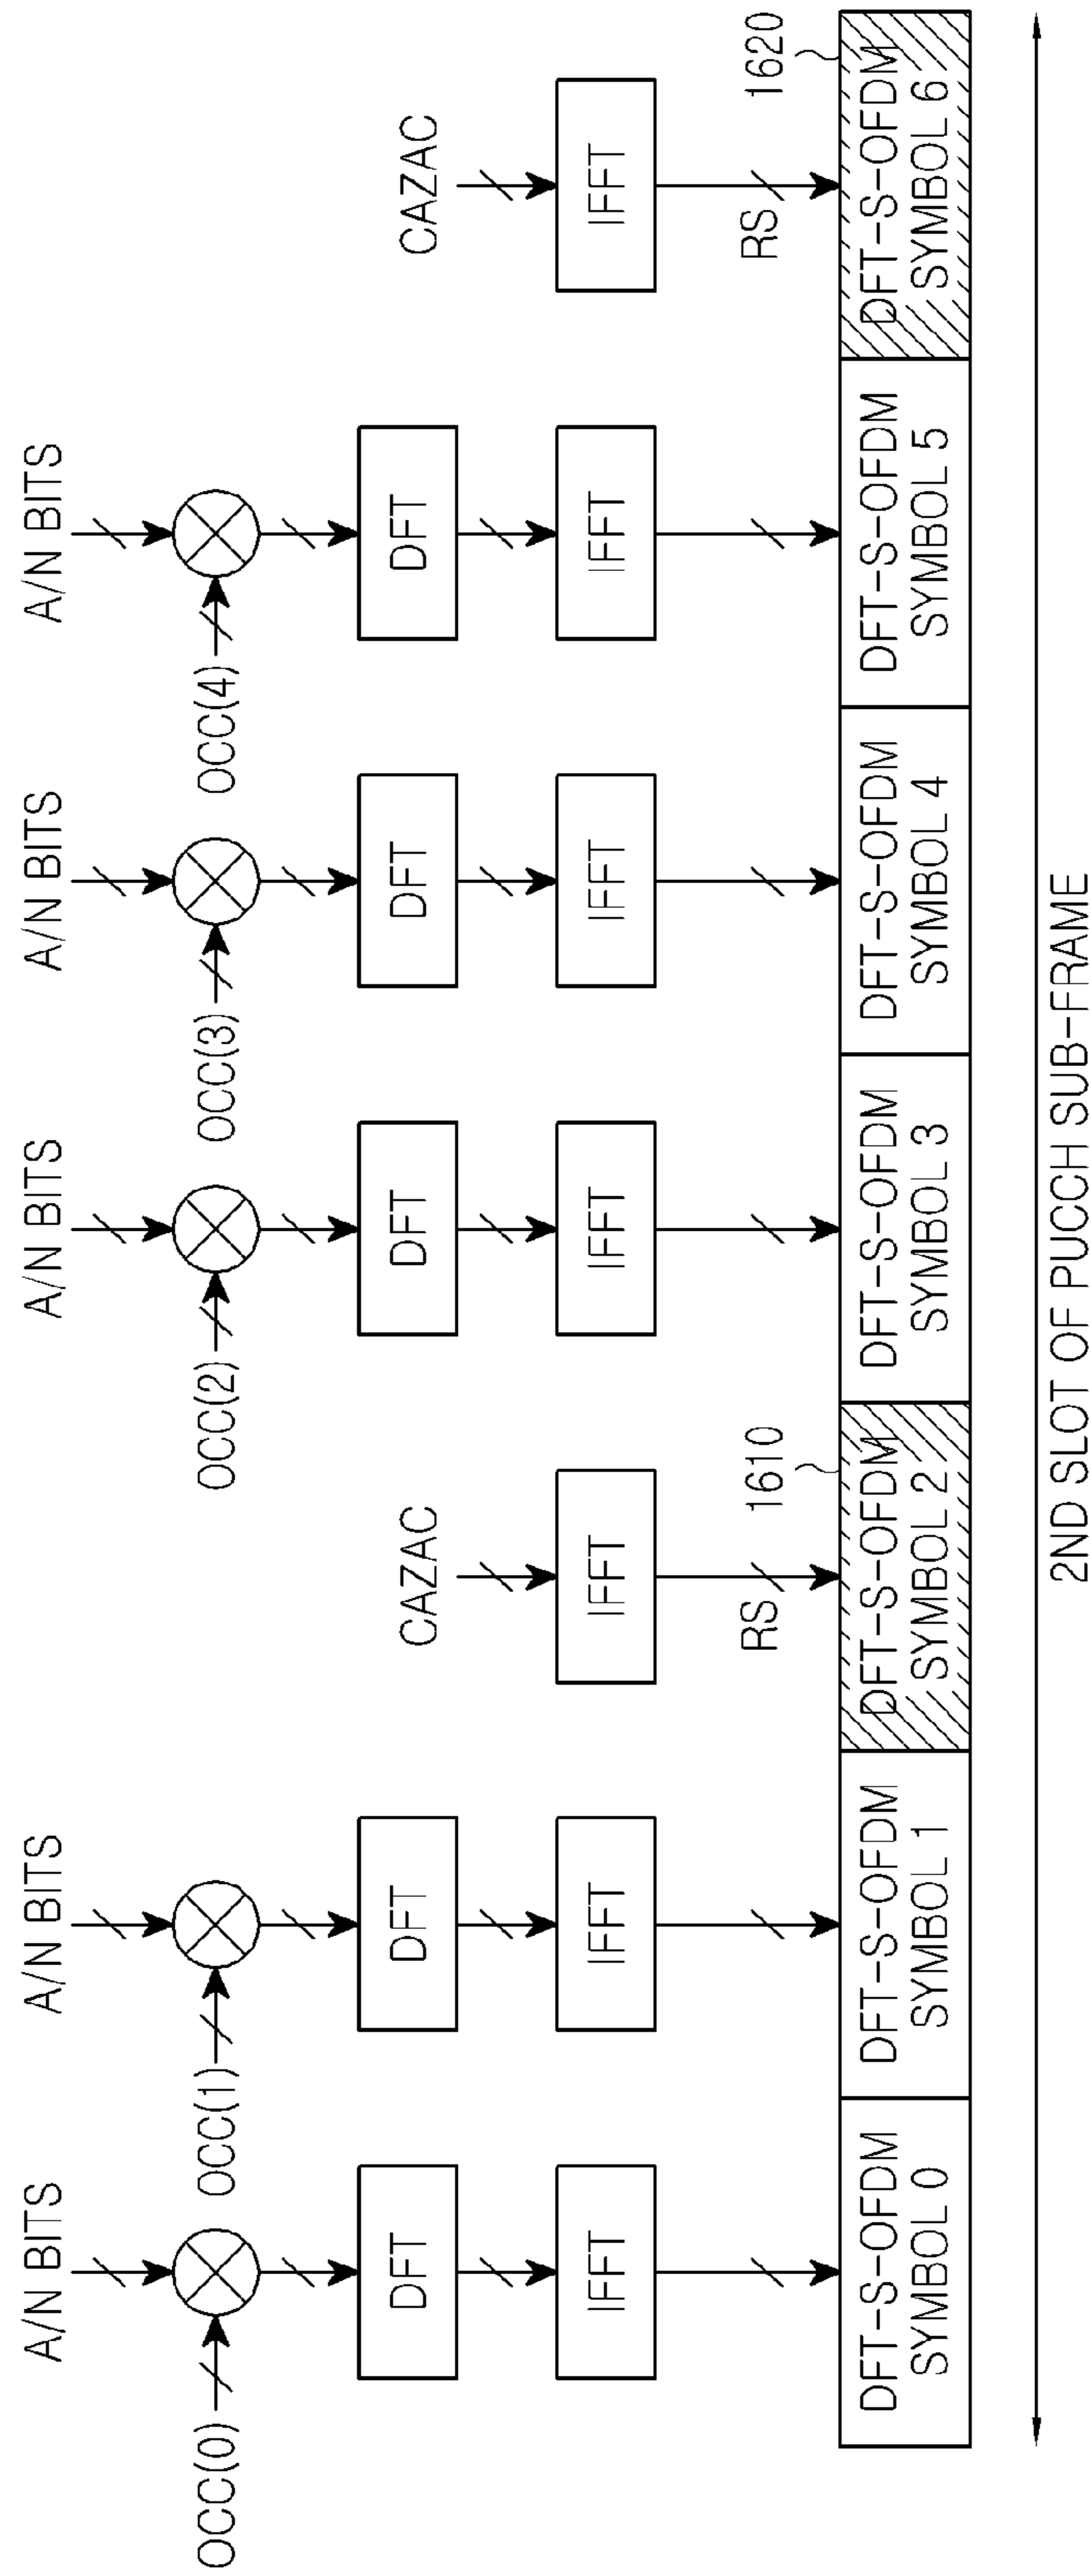 A/N BITS
A/N BITS
A/N BITS
A/N BITS
A/N BITS
OCC(0)
OCC(1)
OCC(2)
OCC(3)
OCC(4)
DFT
DFT
CAZAC
DFT
DFT
DFT
CAZAC
IFFT
IFFT
IFFT
IFFT
IFFT
IFFT
IFFT
RS
1610
RS
1620
DFT-S-OFDM
SYMBOL 0
DFT-S-OFDM
SYMBOL 1
DFT-S-OFDM
SYMBOL 2
DFT-S-OFDM
SYMBOL 3
DFT-S-OFDM
SYMBOL 4
DFT-S-OFDM
SYMBOL 5
DFT-S-OFDM
SYMBOL 6
2ND SLOT OF PUCCH SUB-FRAME